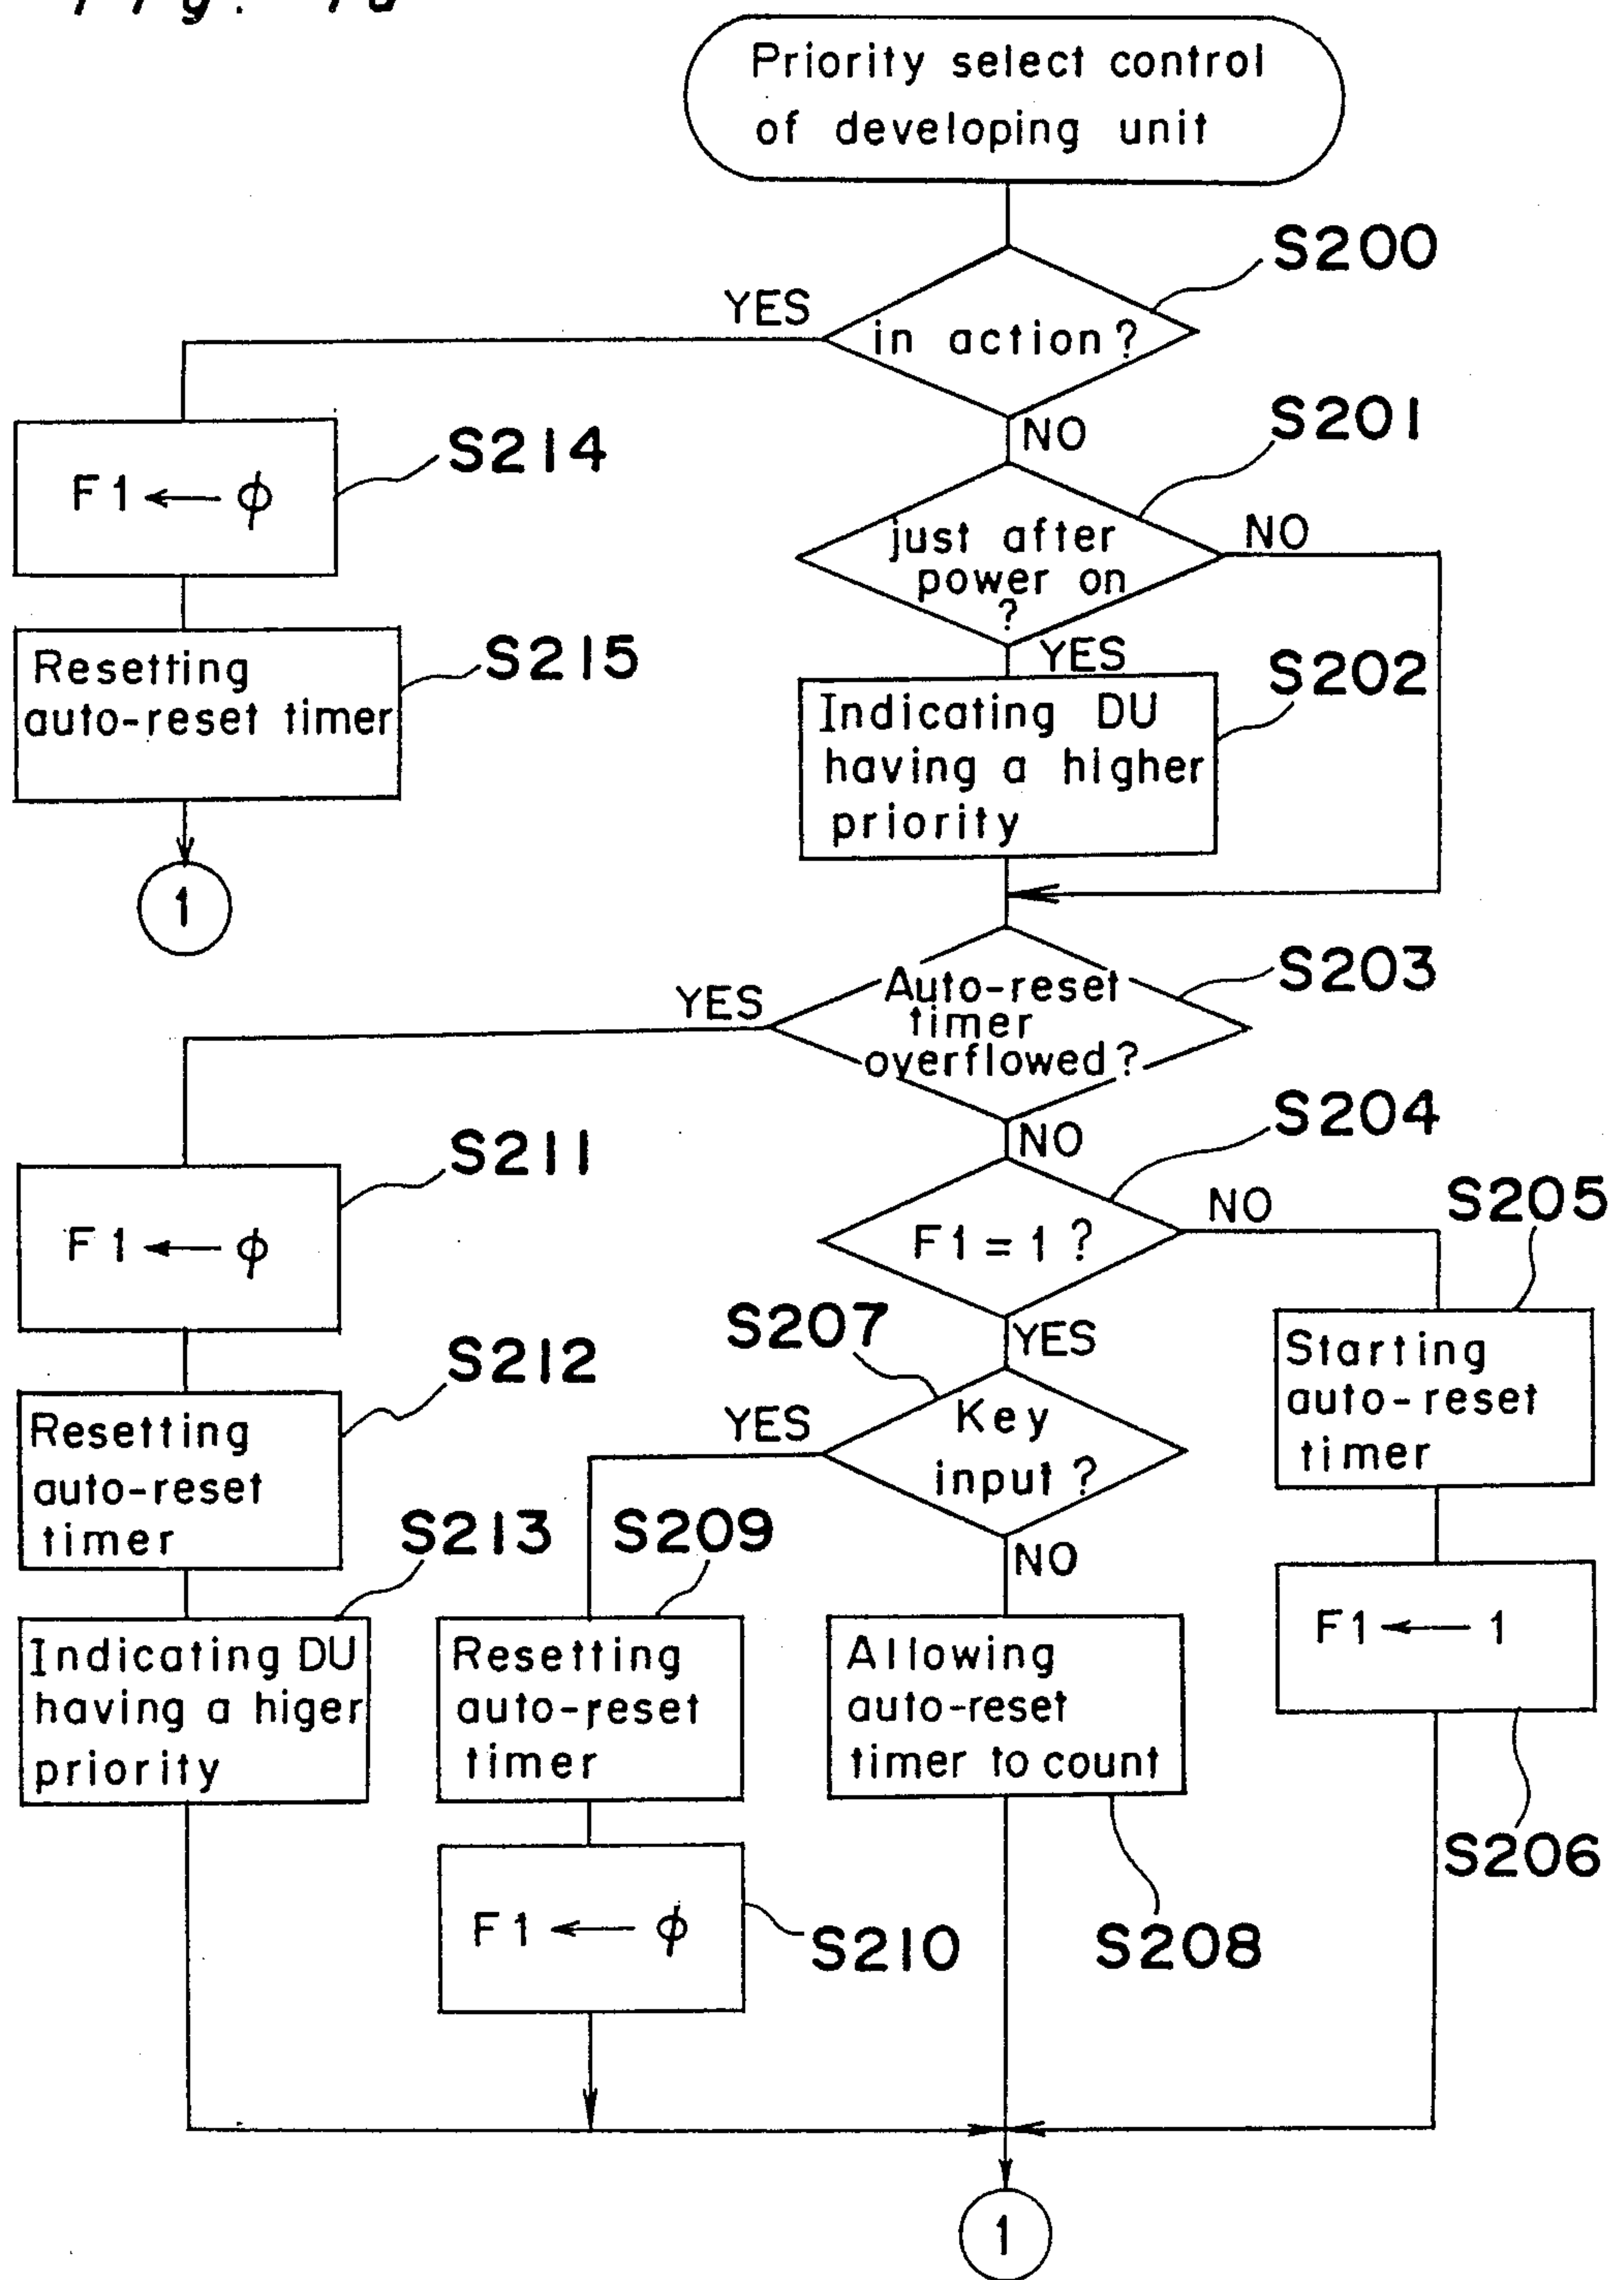 Priority select control
of developing unit
S200
YES
in action?
NO
S201
S214
F1 ← ϕ
just after
power on
?
NO
YES
S215
Resetting
auto-reset timer
S202
Indicating DU
having a higher
priority
1
S203
YES
Auto-reset
timer
overflowed?
NO
S204
S211
F1 ← ϕ
F1 = 1 ?
NO
S205
S207
YES
Starting
auto-reset
timer
S212
Resetting
auto-reset
timer
YES
Key
input?
NO
S213
S209
Indicating DU
having a higer
priority
Resetting
auto-reset
timer
Allowing
auto-reset
timer to count
F1 ← 1
S206
F1 ← ϕ
S210
S208
1